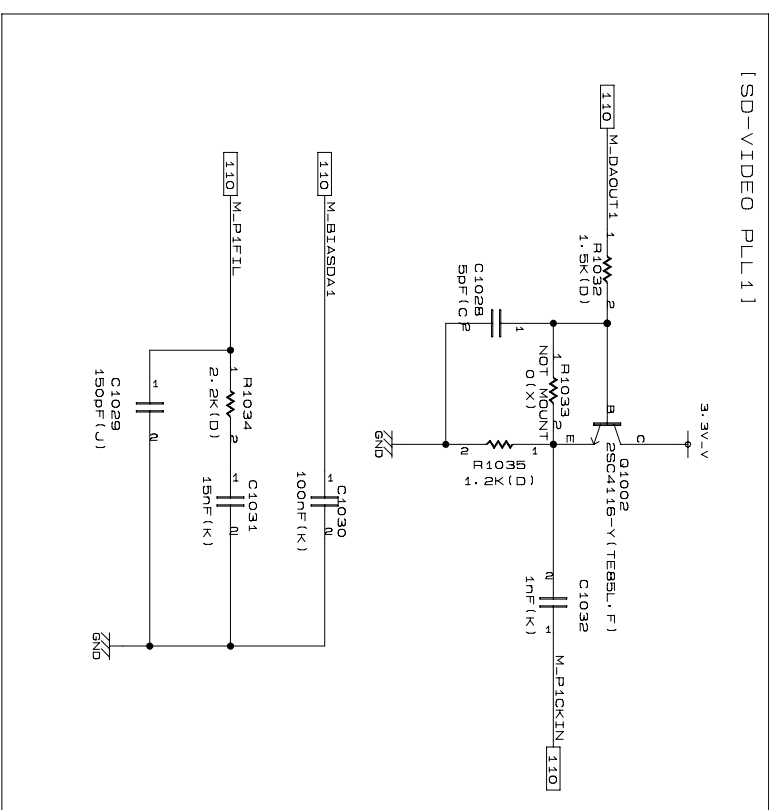 [SD-VIDEO PLL1]
3.3V_V
110
M_DAOUT1
1
R1032
1.5K(D)
2
B
C
E
Q1002
2SC4116-Y(TE85L,F)
1
R1033
2
NOT MOUNT
0(X)
C1028
5pF(C)
1
2
1
R1035
1.2K(D)
2
GND
2
C1032
1nF(K)
1
M_P1CKIN
110
110
M_BIASDA1
1
C1030
100nF(K)
2
110
M_P1FIL
1
R1034
2.2K(D)
2
1
C1031
15nF(K)
2
1
C1029
150pF(J)
2
GND